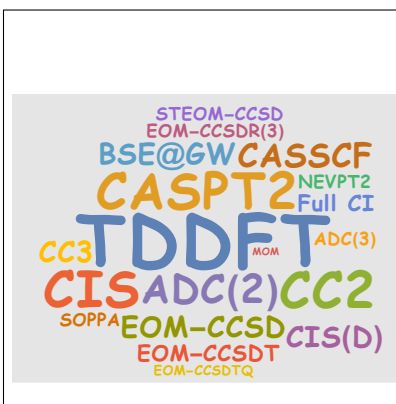 STEOM-CCSD
EOM-CCSDR(3)
BSE@GW CASSCF
CASPT2 NEVPT2
Full CI
TDDFT ADC(3)
CC3 MOM
CIS ADC(2) CC2
SOPPA EOM-CCSD CIS(D)
EOM-CCSDT
EOM-CCSDTQ